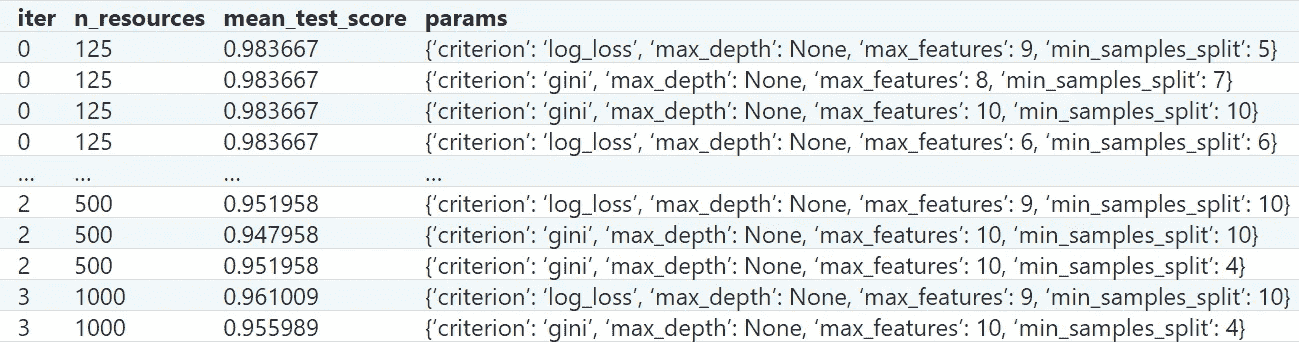 iter n_resources mean_test_score params
0 125 0.983667 {‘criterion’: ‘log_loss’, ‘max_depth’: None, ‘max_features’: 9, ‘min_samples_split’: 5}
0 125 0.983667 {‘criterion’: ‘gini’, ‘max_depth’: None, ‘max_features’: 8, ‘min_samples_split’: 7}
0 125 0.983667 {‘criterion’: ‘gini’, ‘max_depth’: None, ‘max_features’: 10, ‘min_samples_split’: 10}
0 125 0.983667 {‘criterion’: ‘log_loss’, ‘max_depth’: None, ‘max_features’: 6, ‘min_samples_split’: 6}
... ... ... ...
2 500 0.951958 {‘criterion’: ‘log_loss’, ‘max_depth’: None, ‘max_features’: 9, ‘min_samples_split’: 10}
2 500 0.947958 {‘criterion’: ‘gini’, ‘max_depth’: None, ‘max_features’: 10, ‘min_samples_split’: 10}
2 500 0.951958 {‘criterion’: ‘gini’, ‘max_depth’: None, ‘max_features’: 10, ‘min_samples_split’: 4}
3 1000 0.961009 {‘criterion’: ‘log_loss’, ‘max_depth’: None, ‘max_features’: 9, ‘min_samples_split’: 10}
3 1000 0.955989 {‘criterion’: ‘gini’, ‘max_depth’: None, ‘max_features’: 10, ‘min_samples_split’: 4}